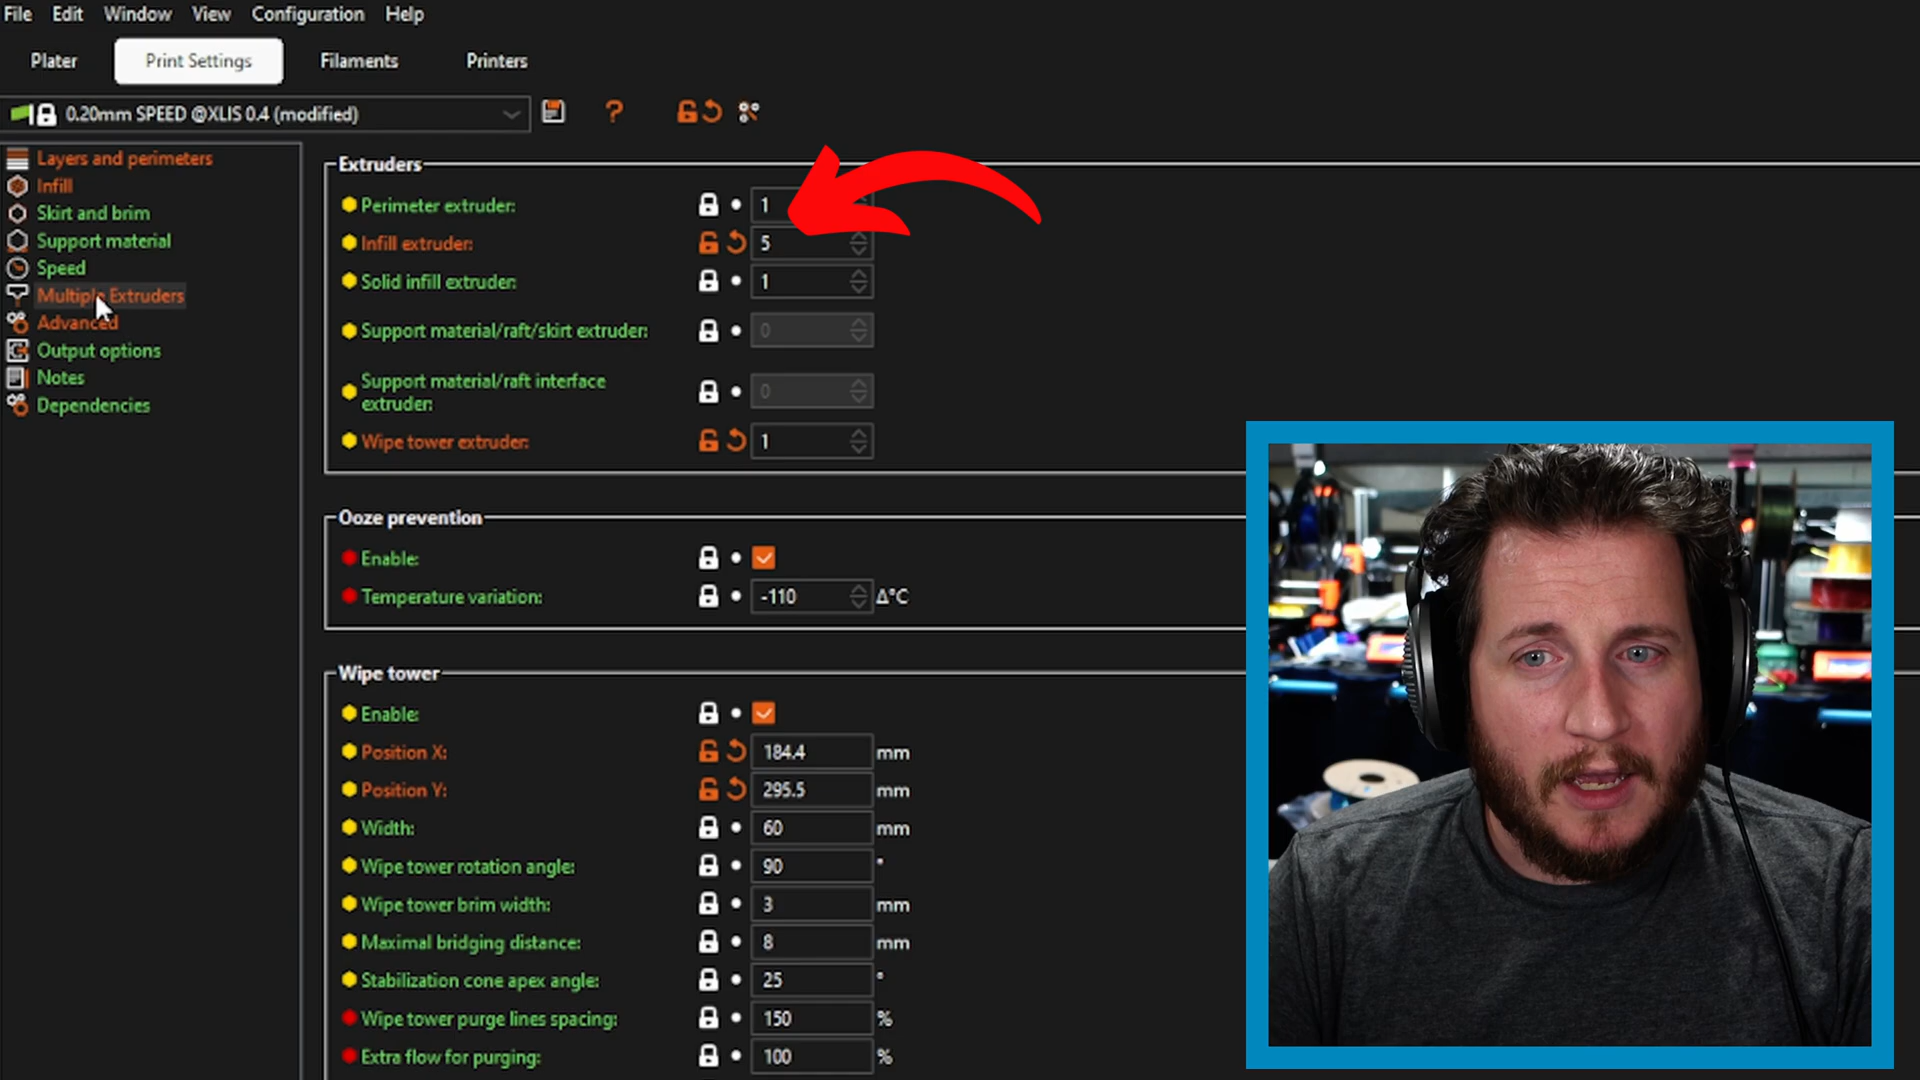 File Edit Window View Configuration Help
Plater Print Settings Filaments Printers
0.20mm SPEED @XLIS 0.4 (modified)
?
Layers and perimeters
Infill
Skirt and brim
Support material
Speed
Multiple Extruders
Advanced
Output options
Notes
Dependencies
Extruders
Perimeter extruder: 1
Infill extruder: 5
Solid infill extruder: 1
Support material/raft/skirt extruder: 0
Support material/raft interface
extruder: 0
Wipe tower extruder: 1
Ooze prevention
Enable:
Temperature variation: -110 Δ°C
Wipe tower
Enable:
Position X: 184.4 mm
Position Y: 295.5 mm
Width: 60 mm
Wipe tower rotation angle: 90 °
Wipe tower brim width: 3 mm
Maximal bridging distance: 8 mm
Stabilization cone apex angle: 25 °
Wipe tower purge lines spacing: 150 %
Extra flow for purging: 100 %